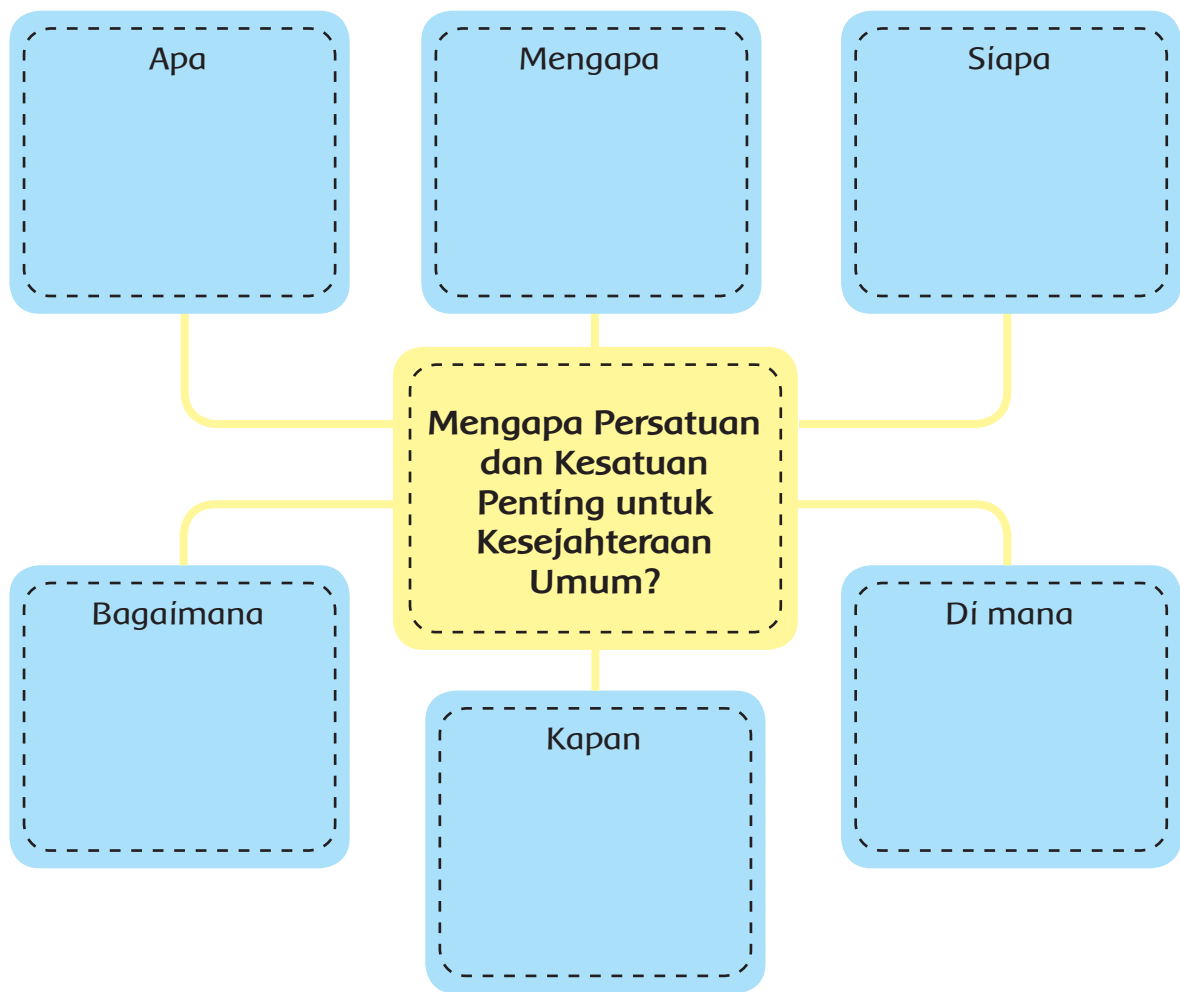 Apa
Mengapa
Siapa
Mengapa Persatuan
dan Kesatuan
Penting untuk
Kesejahteraan
Umum?
Bagaimana
Di mana
Kapan